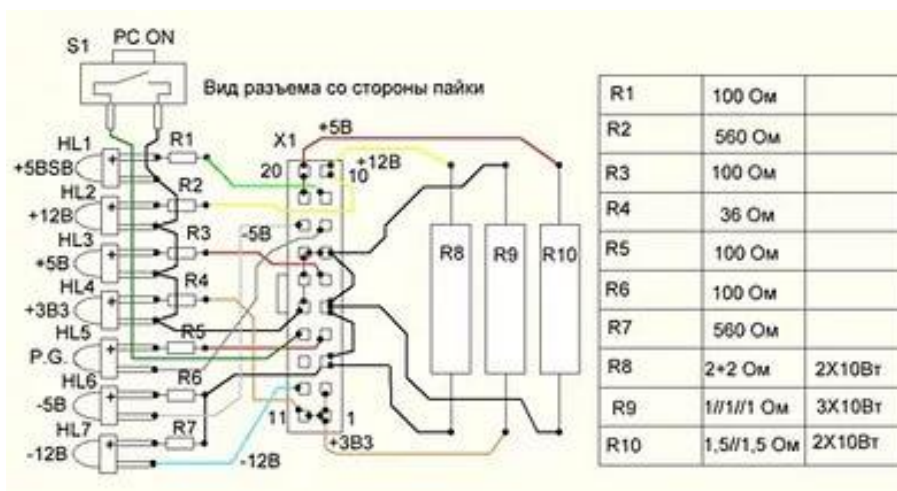 S1 PC ON
Вид разъема со стороны пайки
HL1
+5BSB
R1
HL2
+12В
R2
HL3
+5В
R3
HL4
+3В3
R4
HL5
P.G.
R5
HL6
-5В
R6
HL7
-12В
R7
X1
+5В
20
10
+12В
-5В
11
1
+3В3
-12В
R8
R9
R10
R1 100 Ом
R2 560 Ом
R3 100 Ом
R4 36 Ом
R5 100 Ом
R6 100 Ом
R7 560 Ом
R8 2+2 Ом 2Х10Вт
R9 1//1//1 Ом 3Х10Вт
R10 1,5//1,5 Ом 2Х10Вт